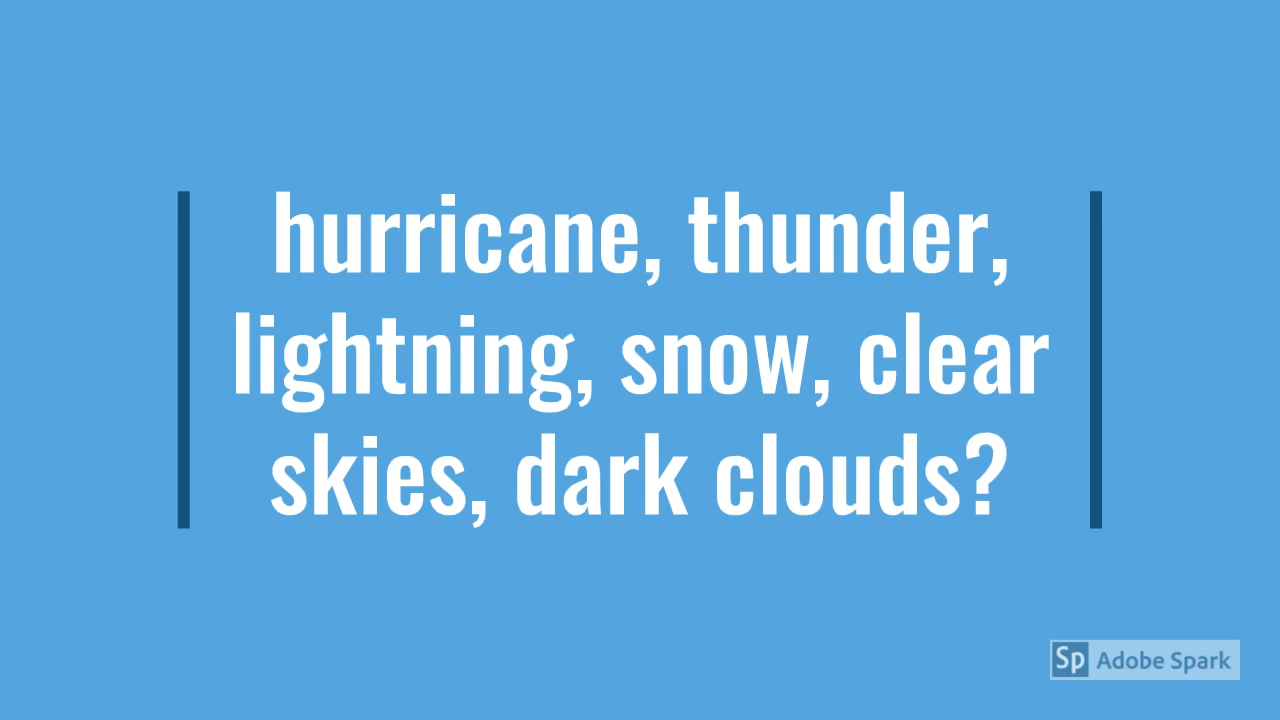 hurricane, thunder,
lightning, snow, clear
skies, dark clouds?
Sp Adobe Spark